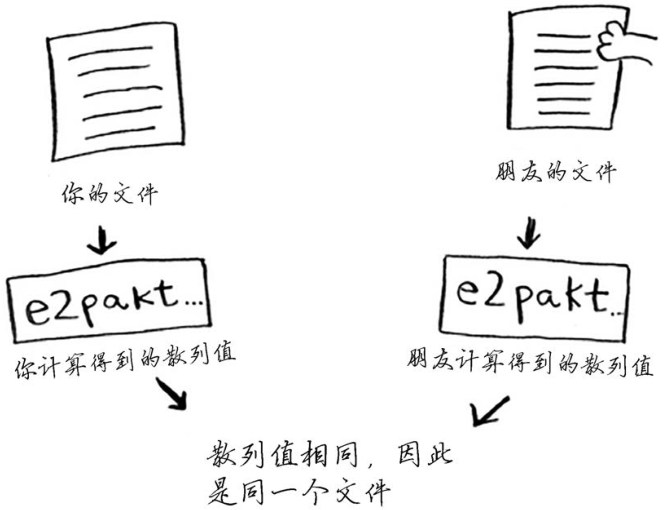 你的文件
朋友的文件
e2pakt...
e2pakt..
你计算得到的散列值
朋友计算得到的散列值
散列值相同，因此
是同一个文件